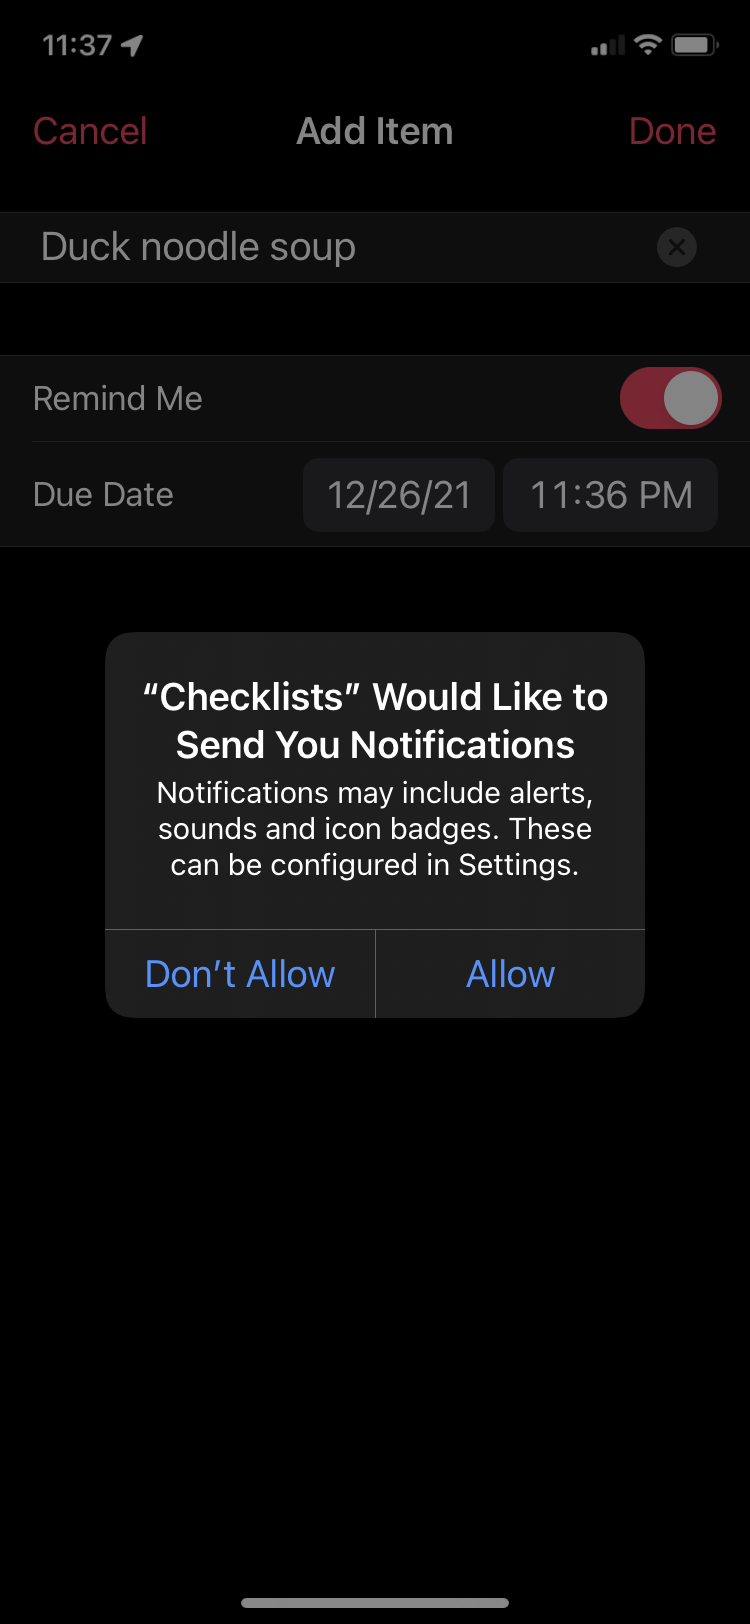 11:37
Cancel Add Item Done
Duck noodle soup
Remind Me
Due Date 12/26/21 11:36 PM
“Checklists” Would Like to
Send You Notifications
Notifications may include alerts,
sounds and icon badges. These
can be configured in Settings.
Don’t Allow Allow